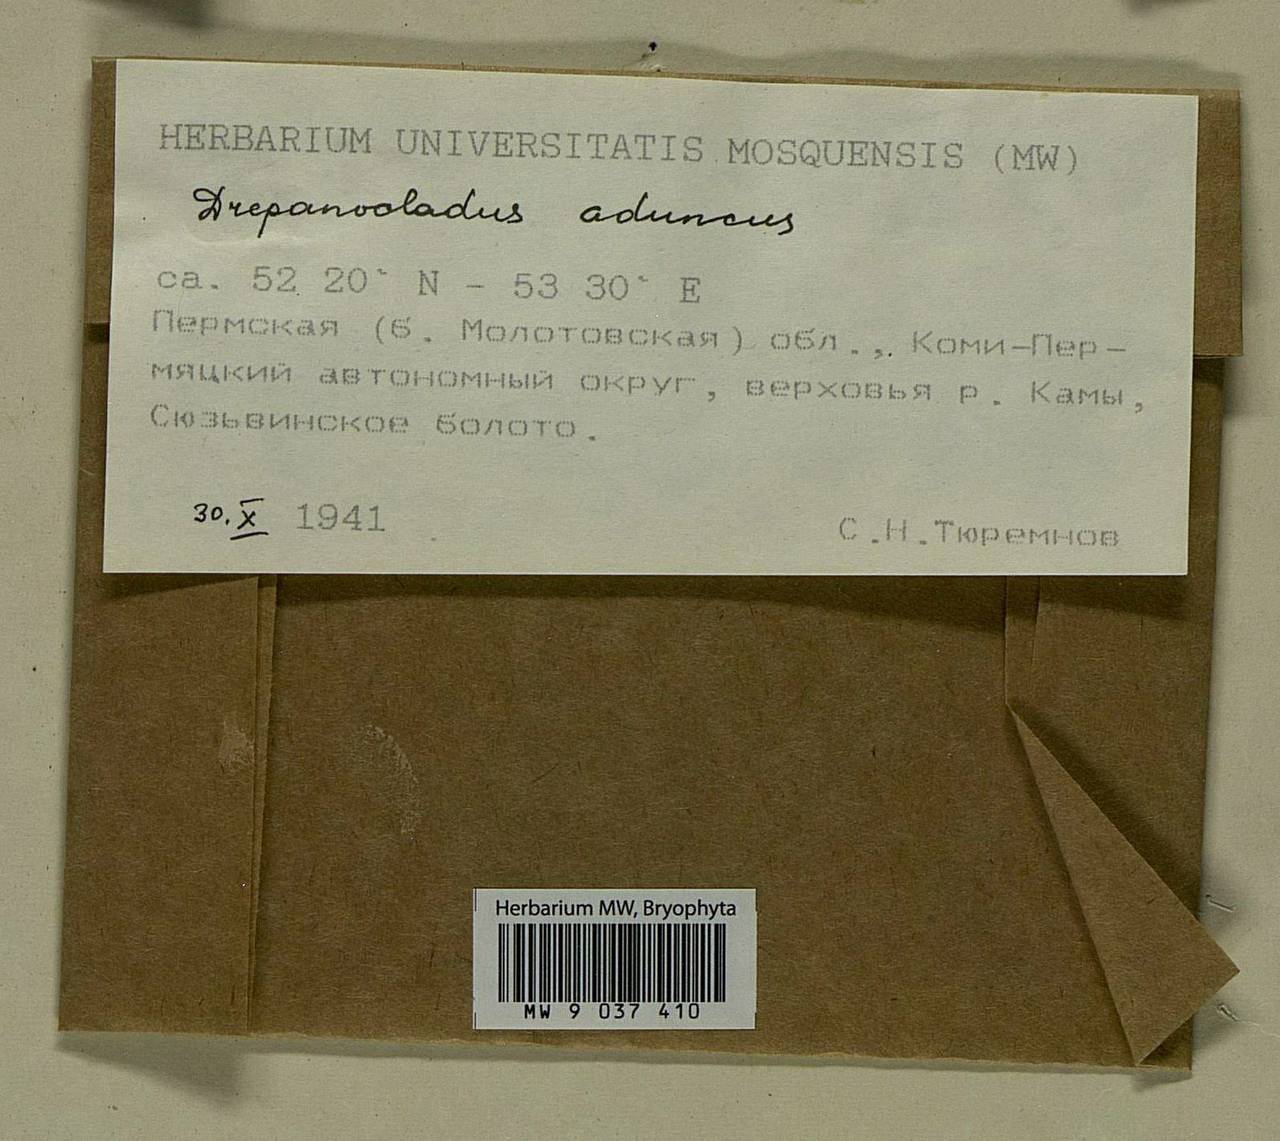 HERBARIUM UNIVERSITATIS MOSQUENSIS (MW)
Drepanocladus aduncus
ca. 52 20` N - 53 30` E
Пермская (б. Молотовская) обл.,. Коми-Пер-
мяцкий автономный округ, верховья р. Камы,
Сюзьвинское болото.
30.X 1941
С.Н.Тюремнов
Herbarium MW, Bryophyta
MW 9 037 410